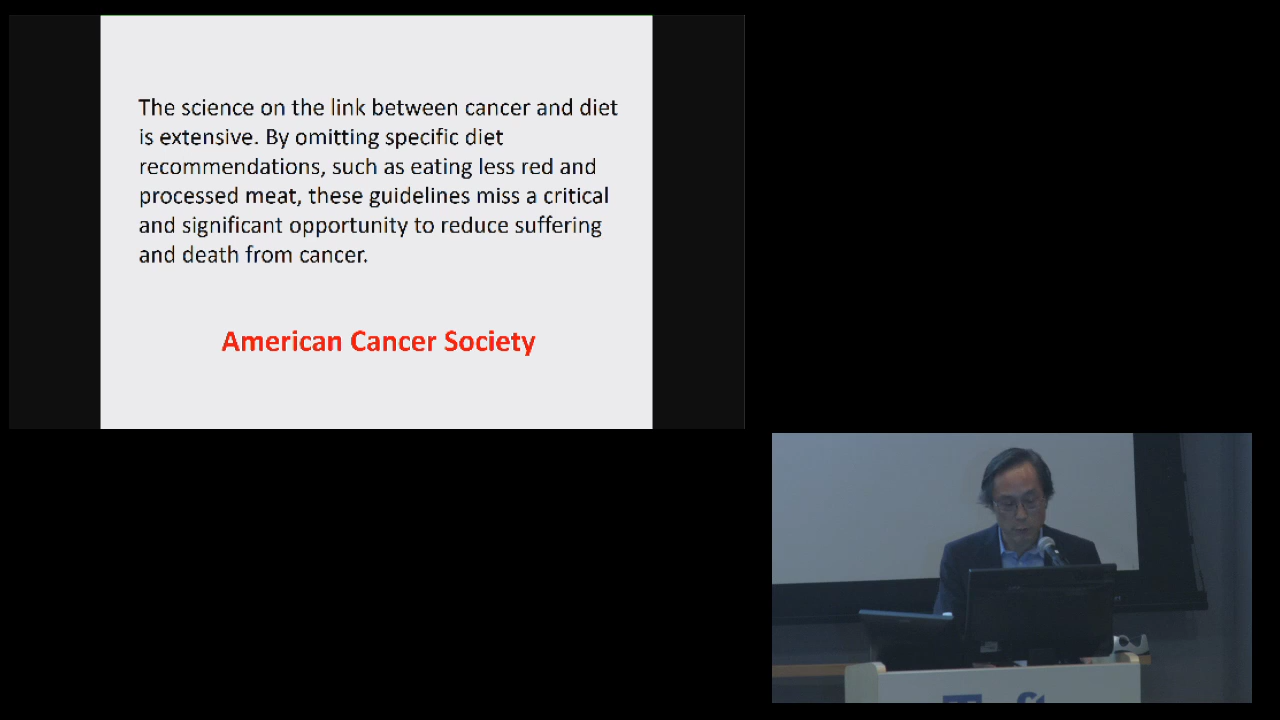 The science on the link between cancer and diet
is extensive. By omitting specific diet
recommendations, such as eating less red and
processed meat, these guidelines miss a critical
and significant opportunity to reduce suffering
and death from cancer.
American Cancer Society